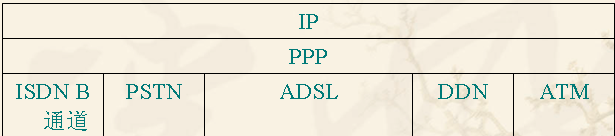 IP
PPP
ISDN B PSTN ADSL DDN ATM
通道